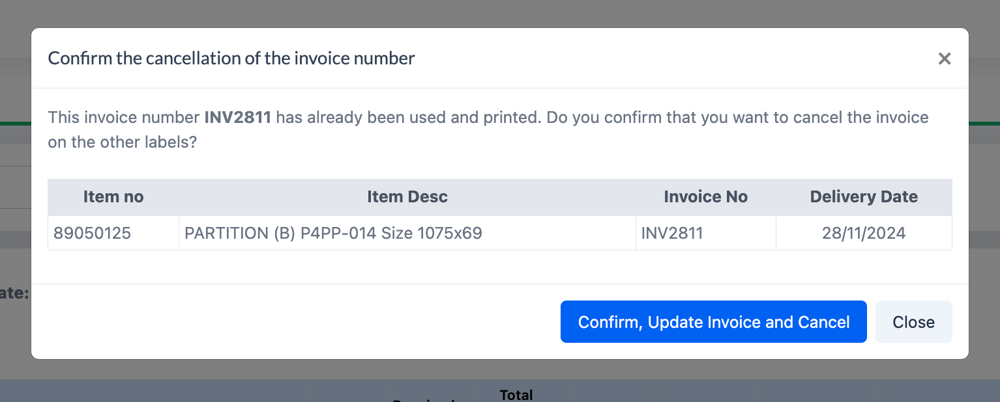 Confirm the cancellation of the invoice number
This invoice number INV2811 has already been used and printed. Do you confirm that you want to cancel the invoice
on the other labels?
Item no Item Desc Invoice No Delivery Date
89050125 PARTITION (B) P4PP-014 Size 1075x69 INV2811 28/11/2024
ate:
Confirm, Update Invoice and Cancel Close
Total